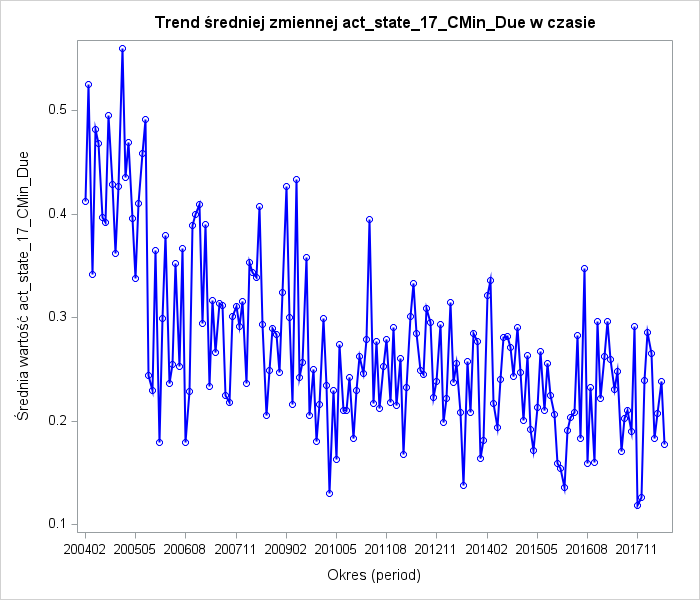 Trend średniej zmiennej act_state_17_CMin_Due w czasie
Średnia wartość act_state_17_CMin_Due
0.5
0.4
0.3
0.2
0.1
200402 200505 200608 200711 200902 201005 201108 201211 201402 201505 201608 201711
Okres (period)